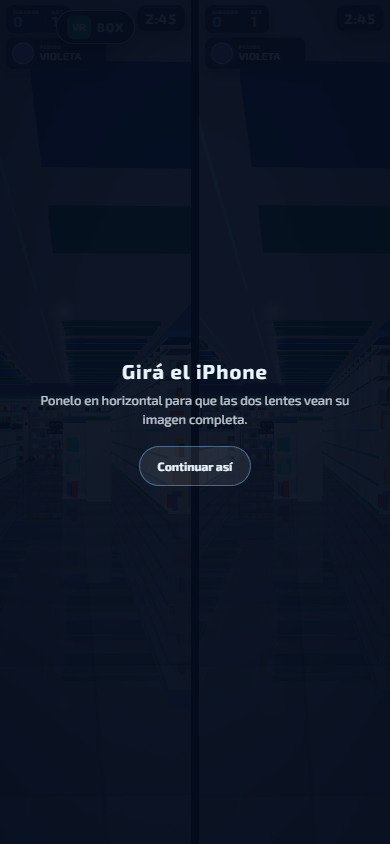 0
1
VR BOX
2:45
0
1
2:45
VIOLETA
VIOLETA
Girá el iPhone
Ponelo en horizontal para que las dos lentes vean su
imagen completa.
Continuar así